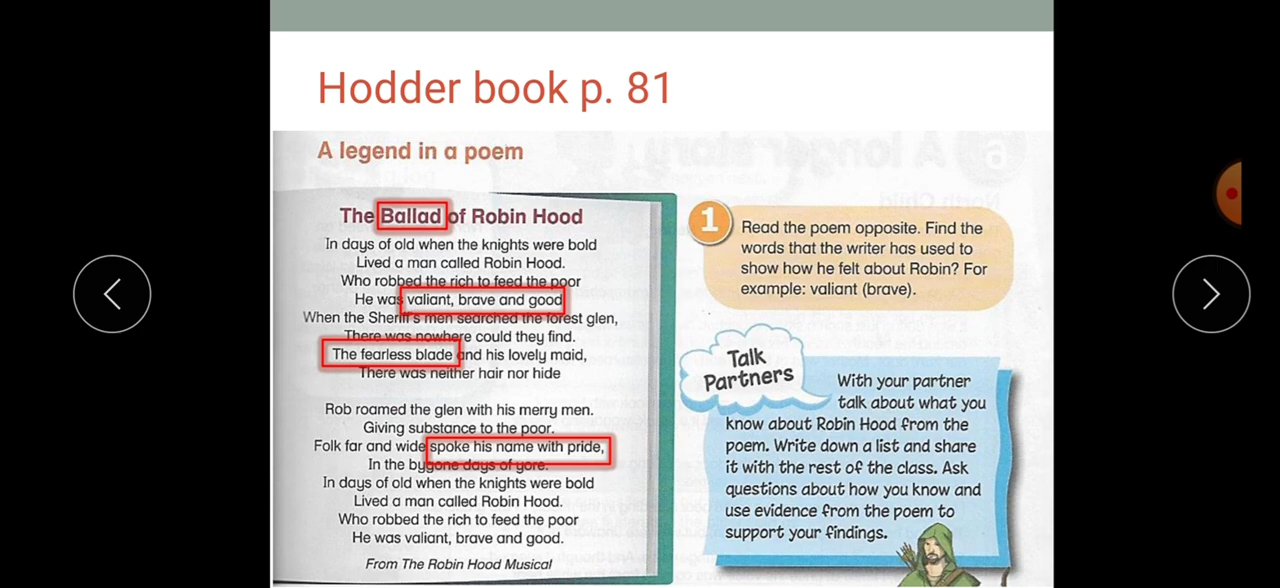 Hodder book p. 81
A legend in a poem
The Ballad of Robin Hood
In days of old when the knights were bold
Lived a man called Robin Hood.
Who robbed the rich to feed the poor
He was valiant, brave and good
When the Sheriff's men searched the forest glen,
There was nowhere could they find.
The fearless blade and his lovely maid,
There was neither hair nor hide
Rob roamed the glen with his merry men.
Giving substance to the poor.
Folk far and wide spoke his name with pride,
In the bygone days of yore.
In days of old when the knights were bold
Lived a man called Robin Hood.
Who robbed the rich to feed the poor
He was valiant, brave and good.
From The Robin Hood Musical
1
Read the poem opposite. Find the
words that the writer has used to
show how he felt about Robin? For
example: valiant (brave).
Talk
Partners
With your partner
talk about what you
know about Robin Hood from the
poem. Write down a list and share
it with the rest of the class. Ask
questions about how you know and
use evidence from the poem to
support your findings.